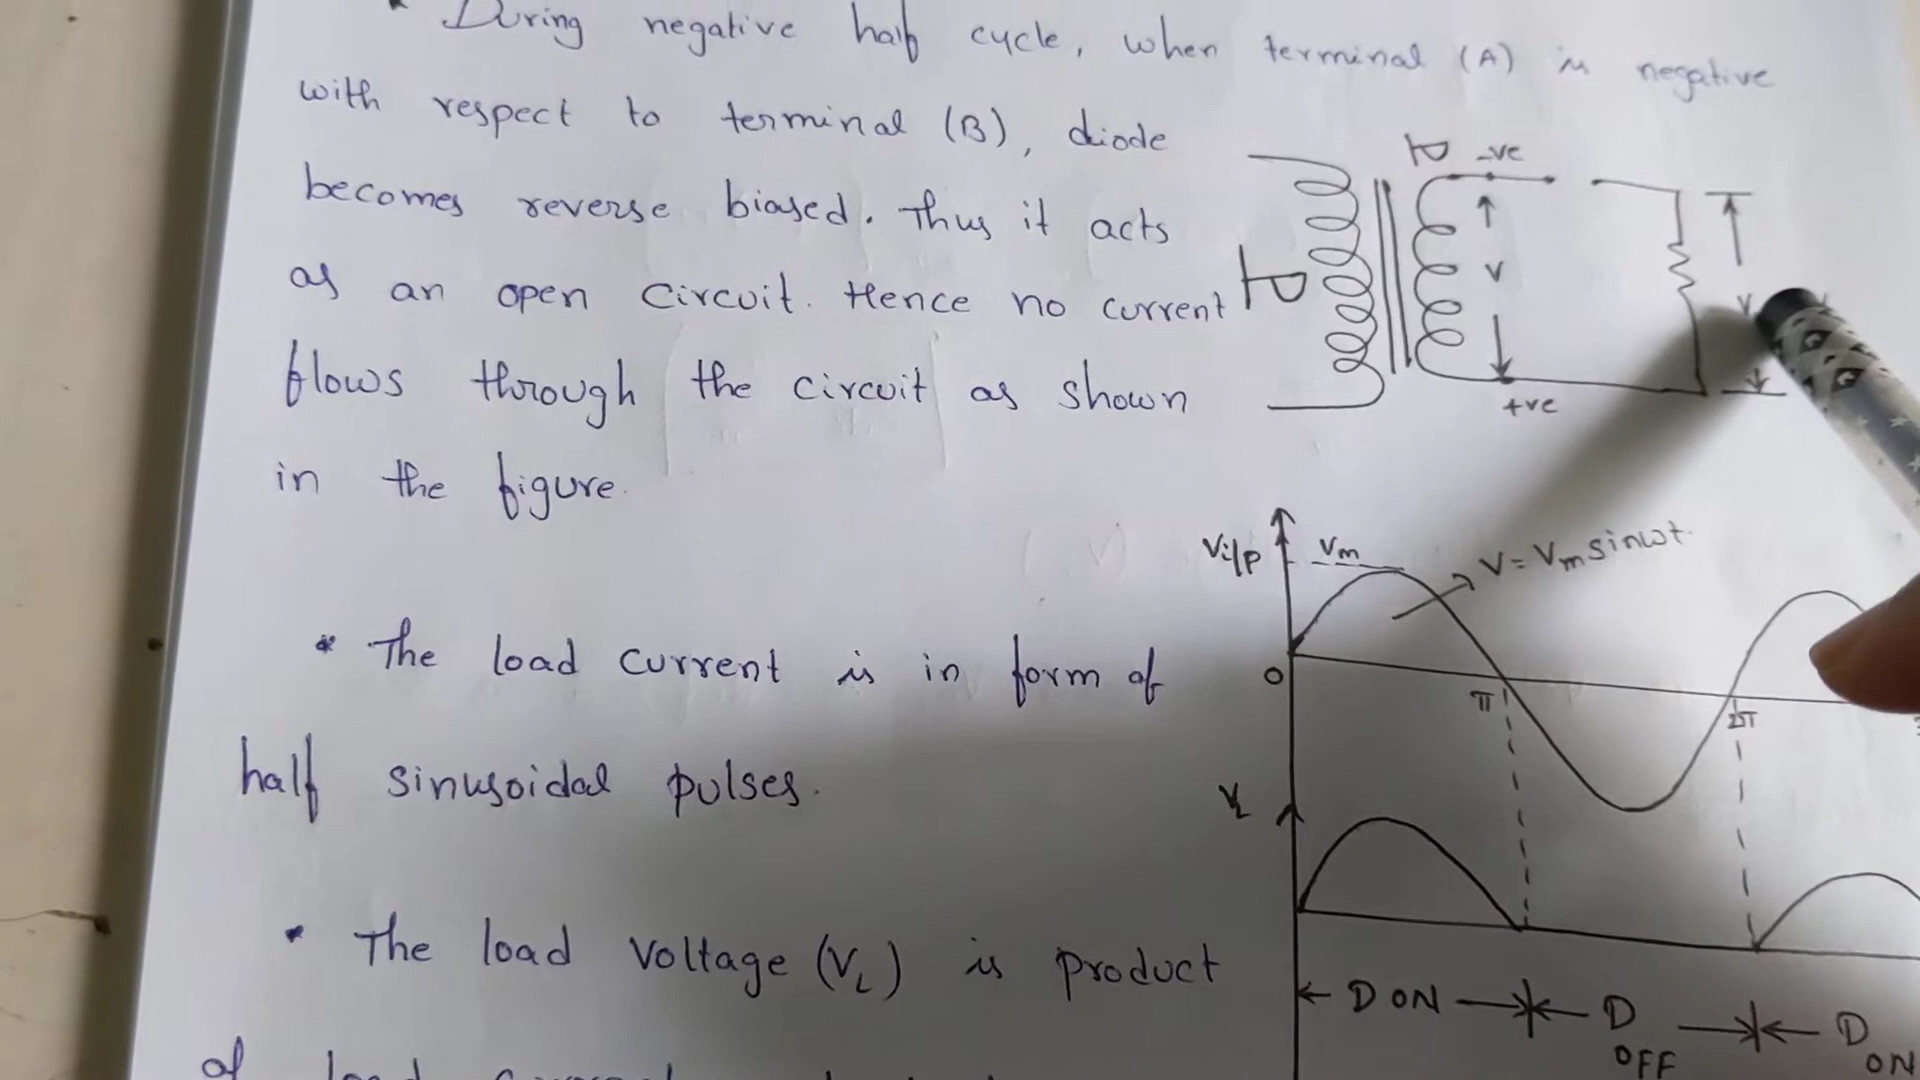 During negative half cycle, when terminal (A) is negative
with respect to terminal (B), diode
becomes reverse biased. Thus it acts
as an open circuit. Hence no current
flows through the circuit as shown
in the figure.
-ve
V
+ve
Vi/p
Vm
V = Vm sinωt.
0
π
2π
* The load current is in form of
half sinusoidal pulses.
VL
• The load voltage (VL) is product
of load
D ON
D OFF
D ON